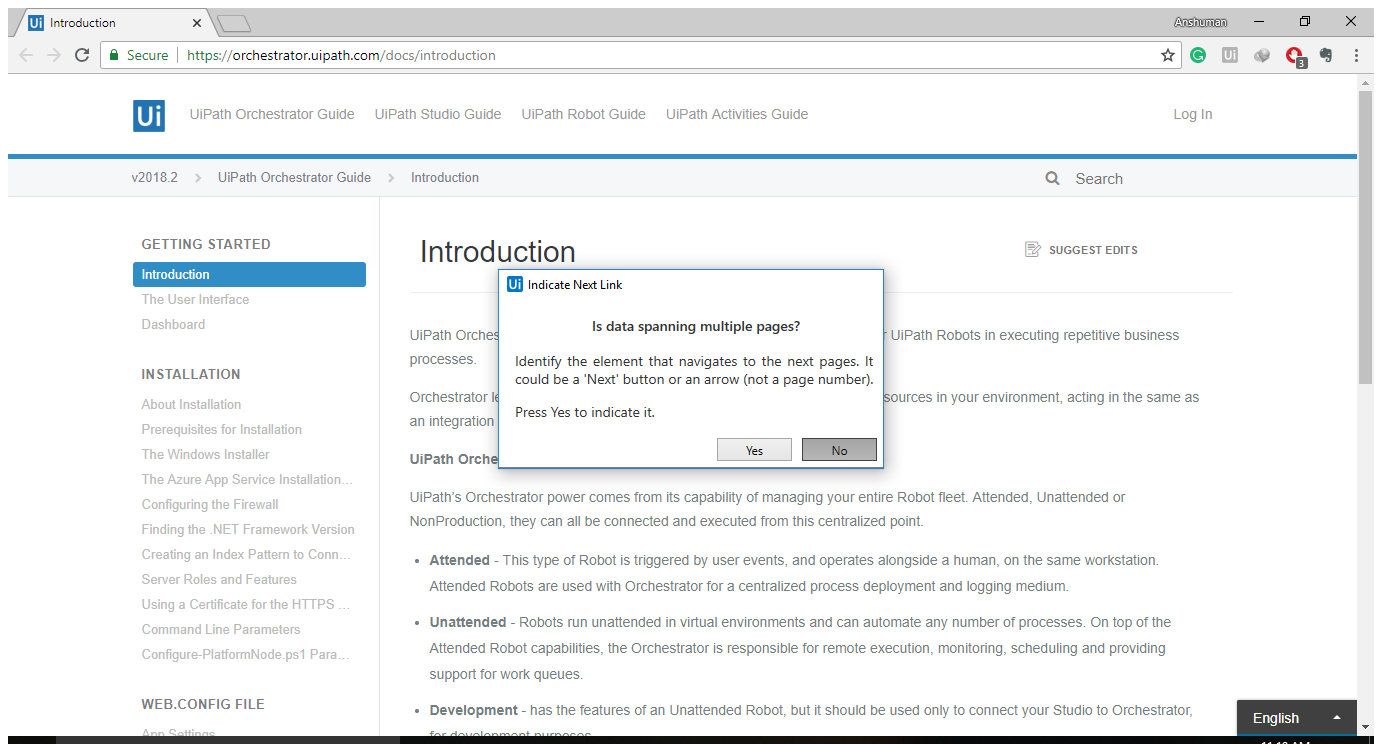 Ui Introduction
Anshuman
Secure https://orchestrator.uipath.com/docs/introduction
Ui
3
Ui UiPath Orchestrator Guide UiPath Studio Guide UiPath Robot Guide UiPath Activities Guide Log In
v2018.2 UiPath Orchestrator Guide Introduction Search
GETTING STARTED
Introduction
The User Interface
Dashboard
INSTALLATION
About Installation
Prerequisites for Installation
The Windows Installer
The Azure App Service Installation...
Configuring the Firewall
Finding the .NET Framework Version
Creating an Index Pattern to Conn...
Server Roles and Features
Using a Certificate for the HTTPS ...
Command Line Parameters
Configure-PlatformNode.ps1 Para...
WEB.CONFIG FILE
App Settings
Introduction
SUGGEST EDITS
UiPath Orches r UiPath Robots in executing repetitive business
processes.
Orchestrator le sources in your environment, acting in the same as
an integration
UiPath Orche
Ui Indicate Next Link
Is data spanning multiple pages?
Identify the element that navigates to the next pages. It
could be a 'Next' button or an arrow (not a page number).
Press Yes to indicate it.
Yes No
UiPath's Orchestrator power comes from its capability of managing your entire Robot fleet. Attended, Unattended or
NonProduction, they can all be connected and executed from this centralized point.
• Attended - This type of Robot is triggered by user events, and operates alongside a human, on the same workstation.
Attended Robots are used with Orchestrator for a centralized process deployment and logging medium.
• Unattended - Robots run unattended in virtual environments and can automate any number of processes. On top of the
Attended Robot capabilities, the Orchestrator is responsible for remote execution, monitoring, scheduling and providing
support for work queues.
• Development - has the features of an Unattended Robot, but it should be used only to connect your Studio to Orchestrator,
for development purposes.
English